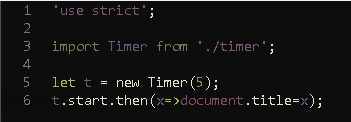 1 'use strict';
2
3 import Timer from './timer';
4
5 let t = new Timer(5);
6 t.start.then(x=>document.title=x);